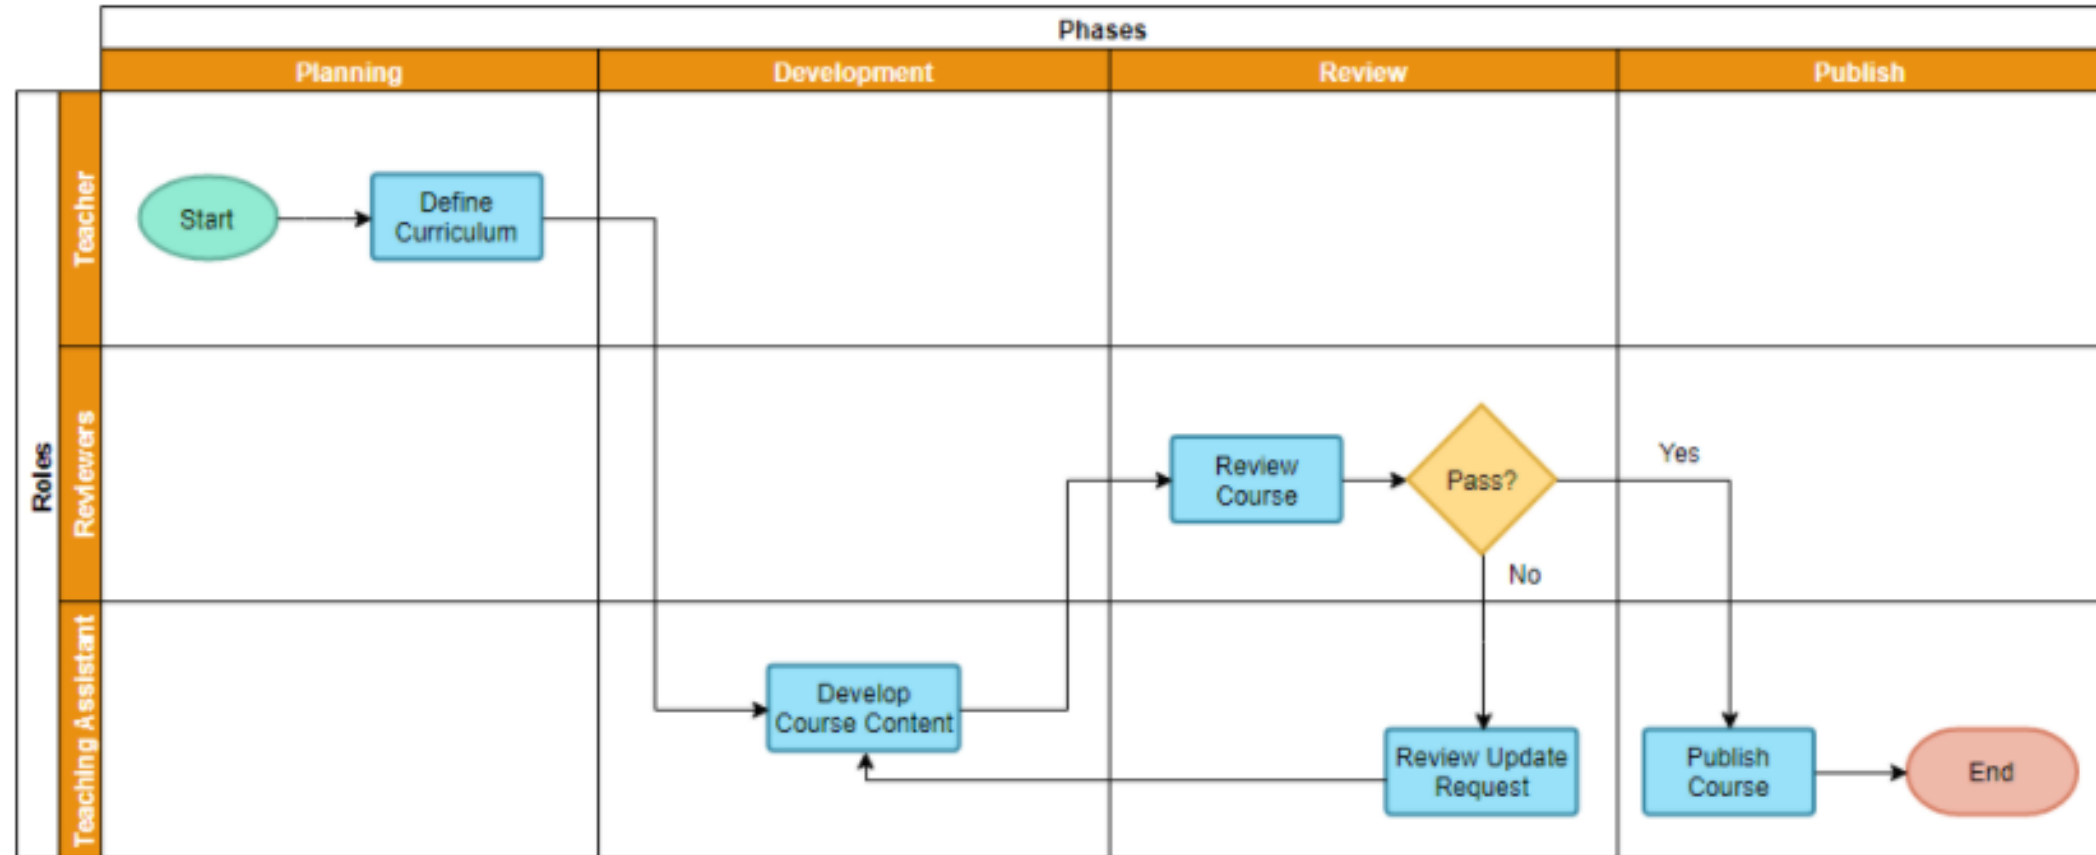 Phases
Planning
Development
Review
Publish
Roles
Teacher
Start
Define
Curriculum
Reviewers
Review
Course
Pass?
Yes
No
Teaching Assistant
Develop
Course Content
Review Update
Request
Publish
Course
End